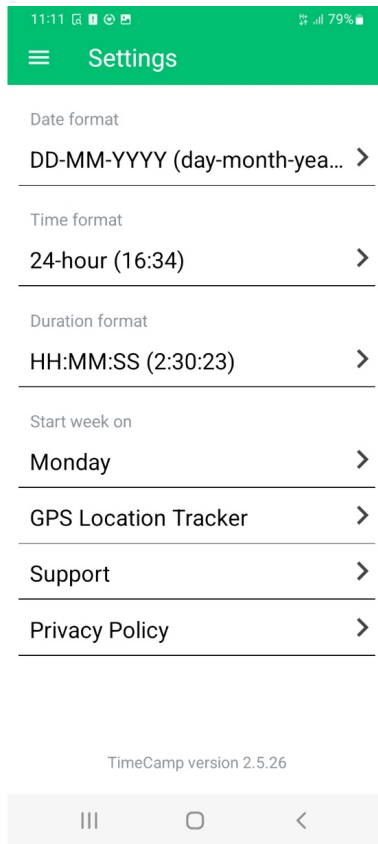 11:11 79%
Settings
Date format
DD-MM-YYYY (day-month-yea...
Time format
24-hour (16:34)
Duration format
HH:MM:SS (2:30:23)
Start week on
Monday
GPS Location Tracker
Support
Privacy Policy
TimeCamp version 2.5.26